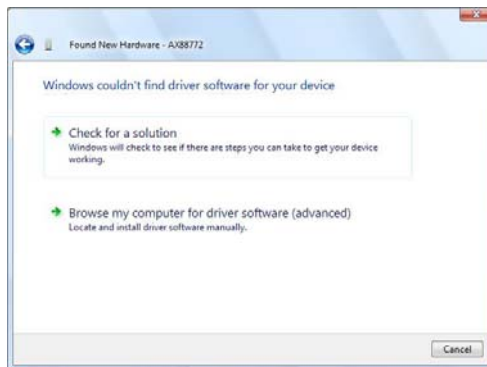 Found New Hardware - AX88772
Windows couldn't find driver software for your device
Check for a solution
Windows will check to see if there are steps you can take to get your device
working.
Browse my computer for driver software (advanced)
Locate and install driver software manually.
Cancel